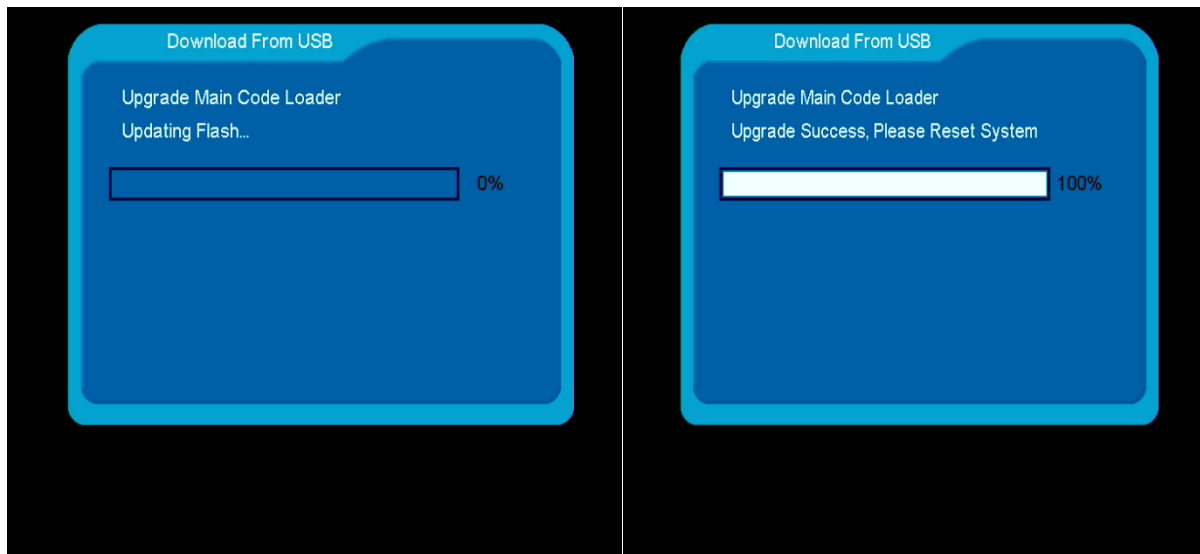 Download From USB
Upgrade Main Code Loader
Updating Flash...
0%
Download From USB
Upgrade Main Code Loader
Upgrade Success, Please Reset System
100%